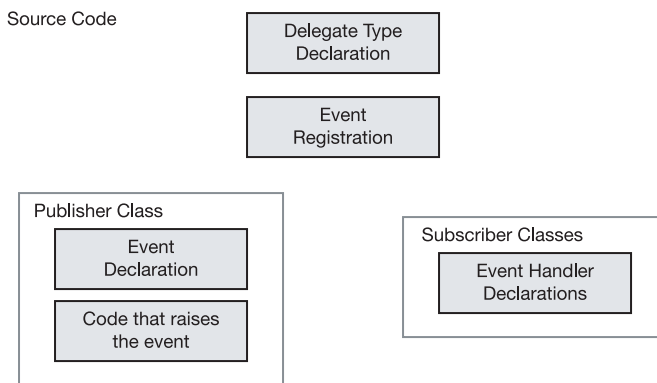 Source Code
Delegate Type
Declaration
Event
Registration
Publisher Class
Event
Declaration
Code that raises
the event
Subscriber Classes
Event Handler
Declarations